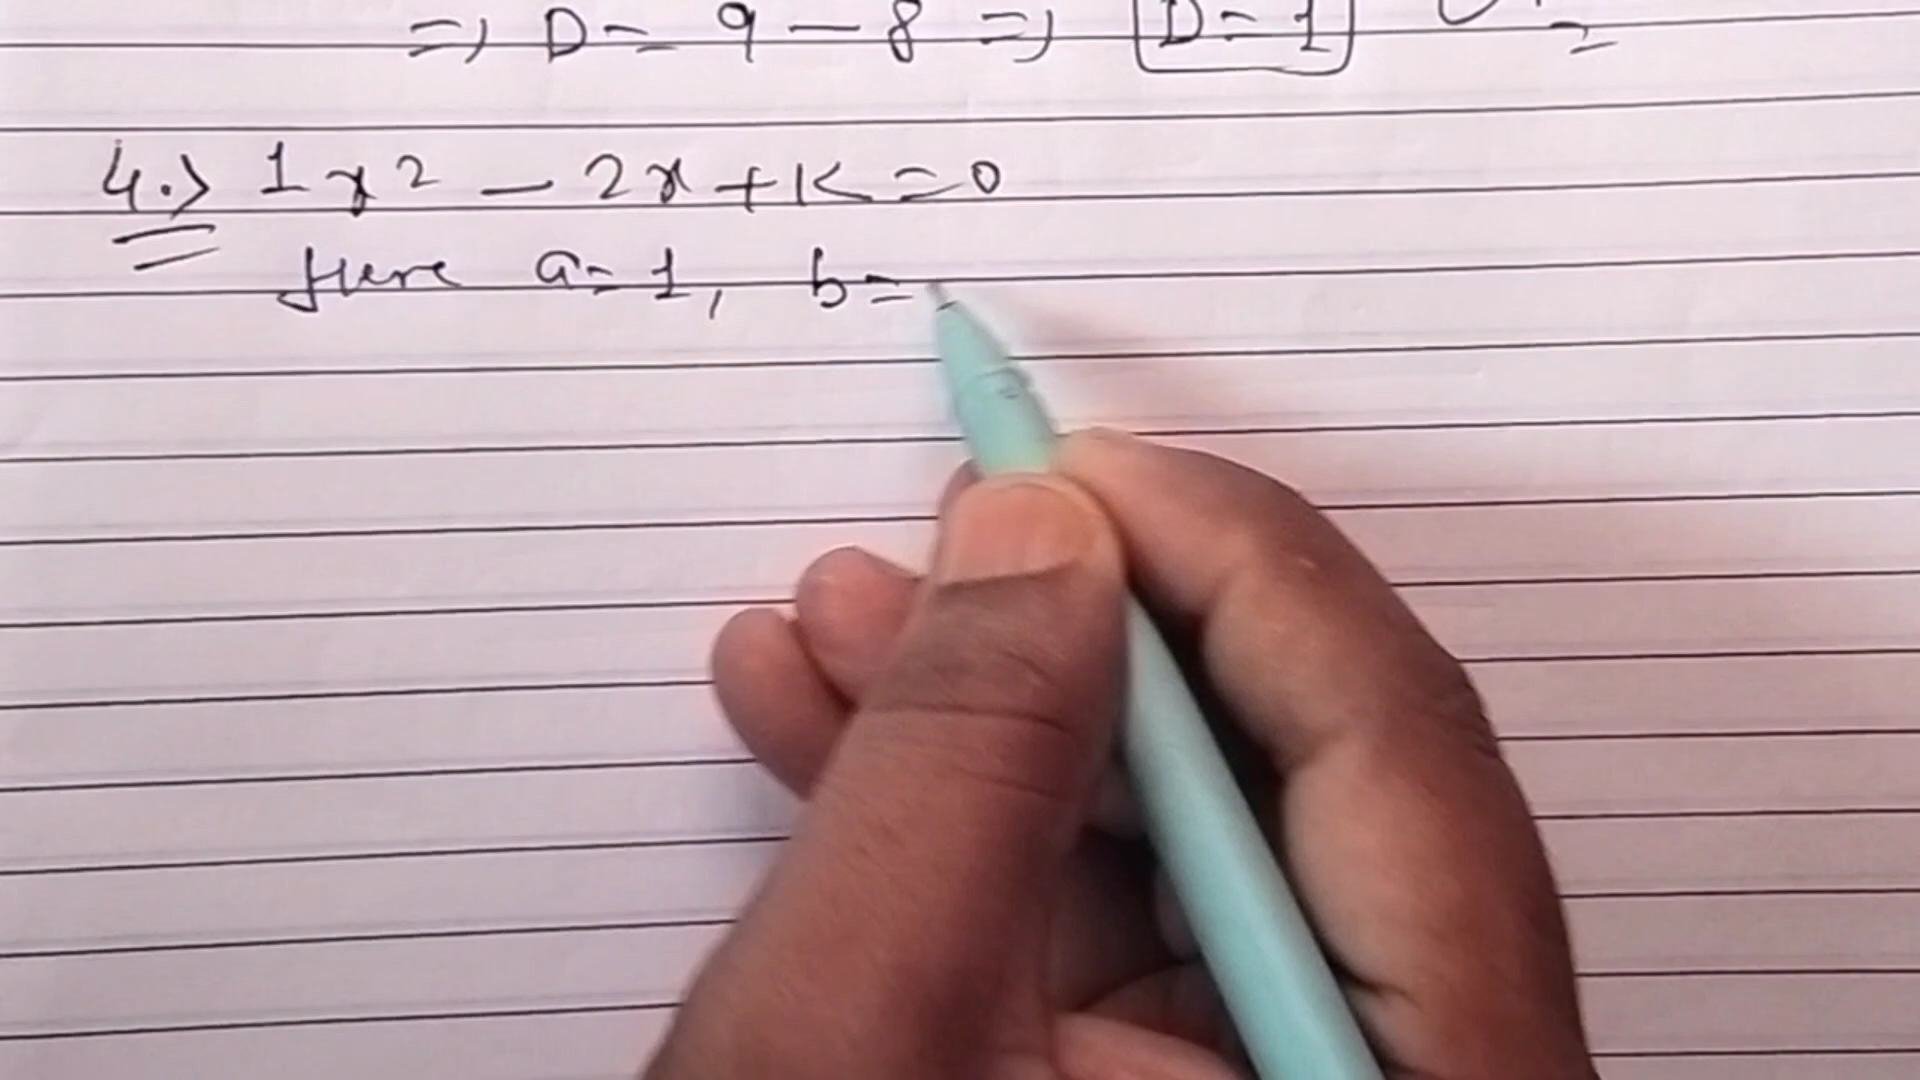 => D = 9 - 8 => D = 1
4.> 1x² - 2x + K = 0
Here a = 1, b =